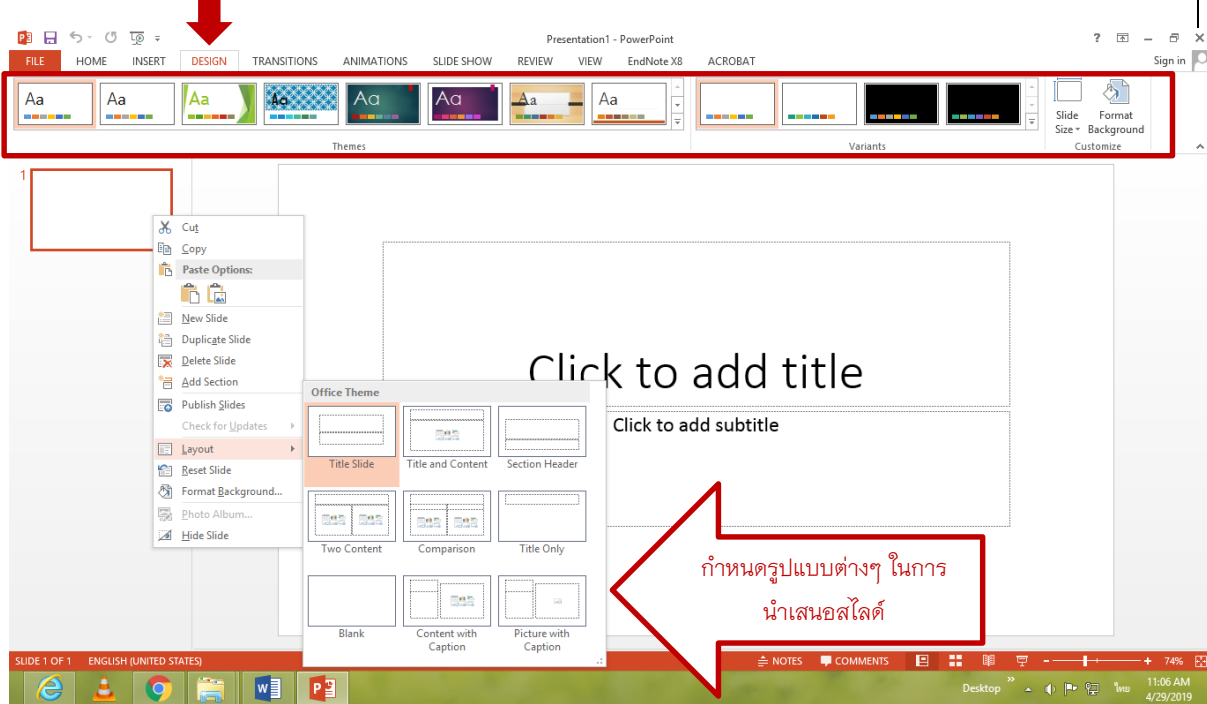 Presentation1 - PowerPoint
?
FILE HOME INSERT DESIGN TRANSITIONS ANIMATIONS SLIDE SHOW REVIEW VIEW EndNote X8 ACROBAT Sign in
Aa Aa Aa Aa Aa Aa Aa Aa
Slide Size
Format Background
Themes Variants Customize
1
Cut
Copy
Paste Options:
New Slide
Duplicate Slide
Delete Slide
Add Section
Publish Slides
Check for Updates
Layout
Reset Slide
Format Background...
Photo Album...
Hide Slide
Office Theme
Title Slide Title and Content Section Header
Two Content Comparison Title Only
Blank
Content with Caption
Picture with Caption
Click to add title
Click to add subtitle
กำหนดรูปแบบต่างๆ ในการ
นำเสนอสไลด์
SLIDE 1 OF 1 ENGLISH (UNITED STATES) NOTES COMMENTS 74%
Desktop ไทย
11:06 AM
4/29/2019